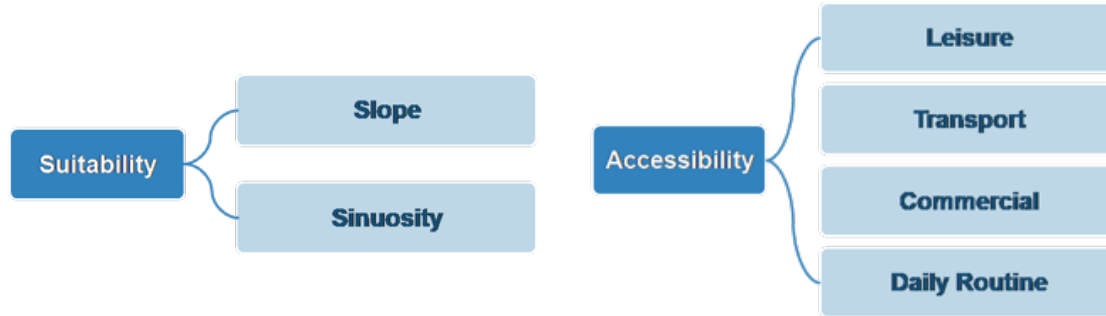 Suitability
Slope
Sinuosity
Accessibility
Leisure
Transport
Commercial
Daily Routine